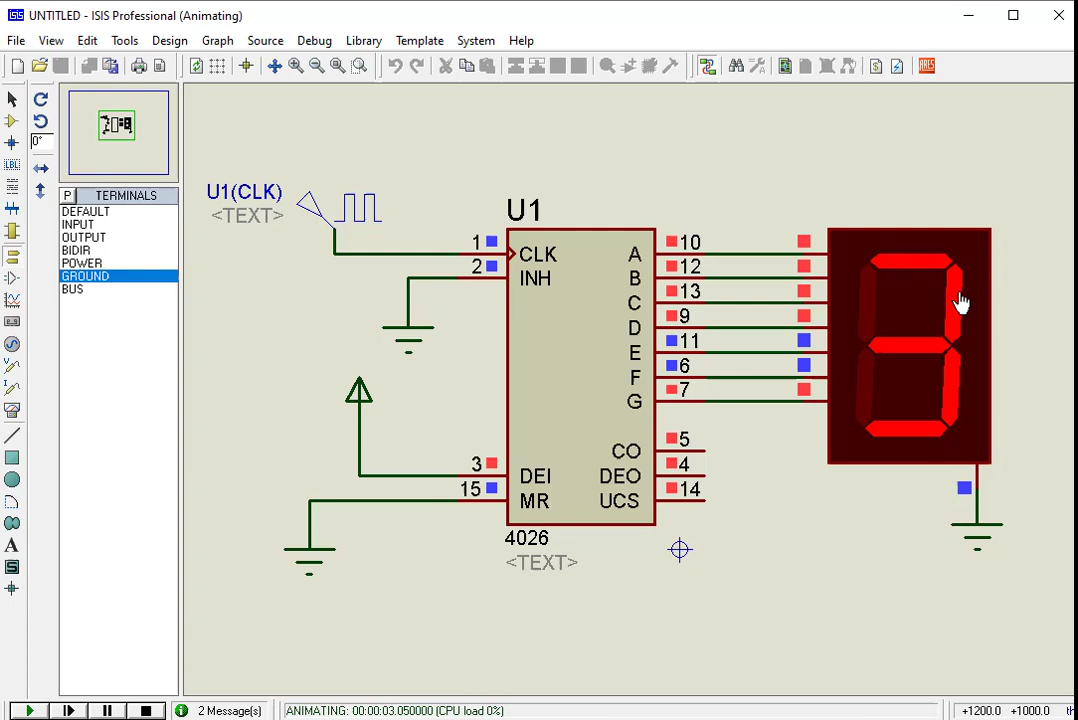 UNTITLED - ISIS Professional (Animating)
File View Edit Tools Design Graph Source Debug Library Template System Help
0°
LBL
ARES
P TERMINALS
DEFAULT
INPUT
OUTPUT
BIDIR
POWER
GROUND
BUS
A
S
U1(CLK)
<TEXT>
U1
1 CLK A 10
2 INH B 12
C 13
D 9
E 11
F 6
G 7
CO 5
3 DEI DEO 4
15 MR UCS 14
4026
<TEXT>
2 Message(s) ANIMATING: 00:00:03.050000 (CPU load 0%) +1200.0 +1000.0 th